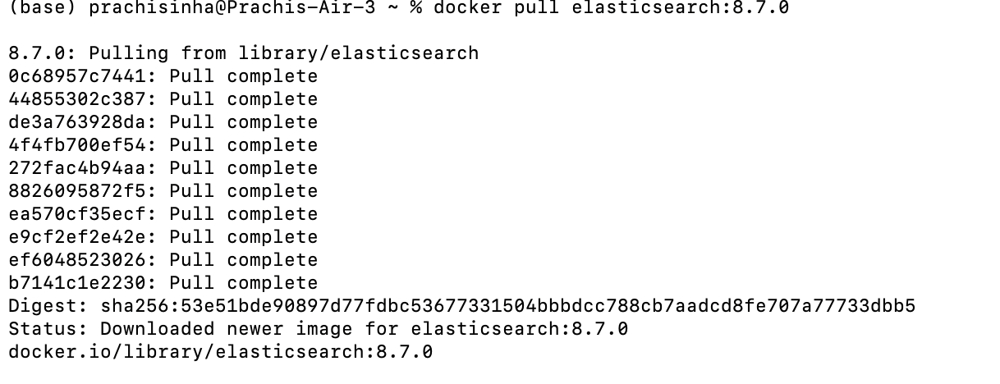 (base) prachisinha@Prachis-Air-3 ~ % docker pull elasticsearch:8.7.0
8.7.0: Pulling from library/elasticsearch
0c68957c7441: Pull complete
44855302c387: Pull complete
de3a763928da: Pull complete
4f4fb700ef54: Pull complete
272fac4b94aa: Pull complete
8826095872f5: Pull complete
ea570cf35ecf: Pull complete
e9cf2ef2e42e: Pull complete
ef6048523026: Pull complete
b7141c1e2230: Pull complete
Digest: sha256:53e51bde90897d77fdbc53677331504bbbdcc788cb7aadcd8fe707a77733dbb5
Status: Downloaded newer image for elasticsearch:8.7.0
docker.io/library/elasticsearch:8.7.0